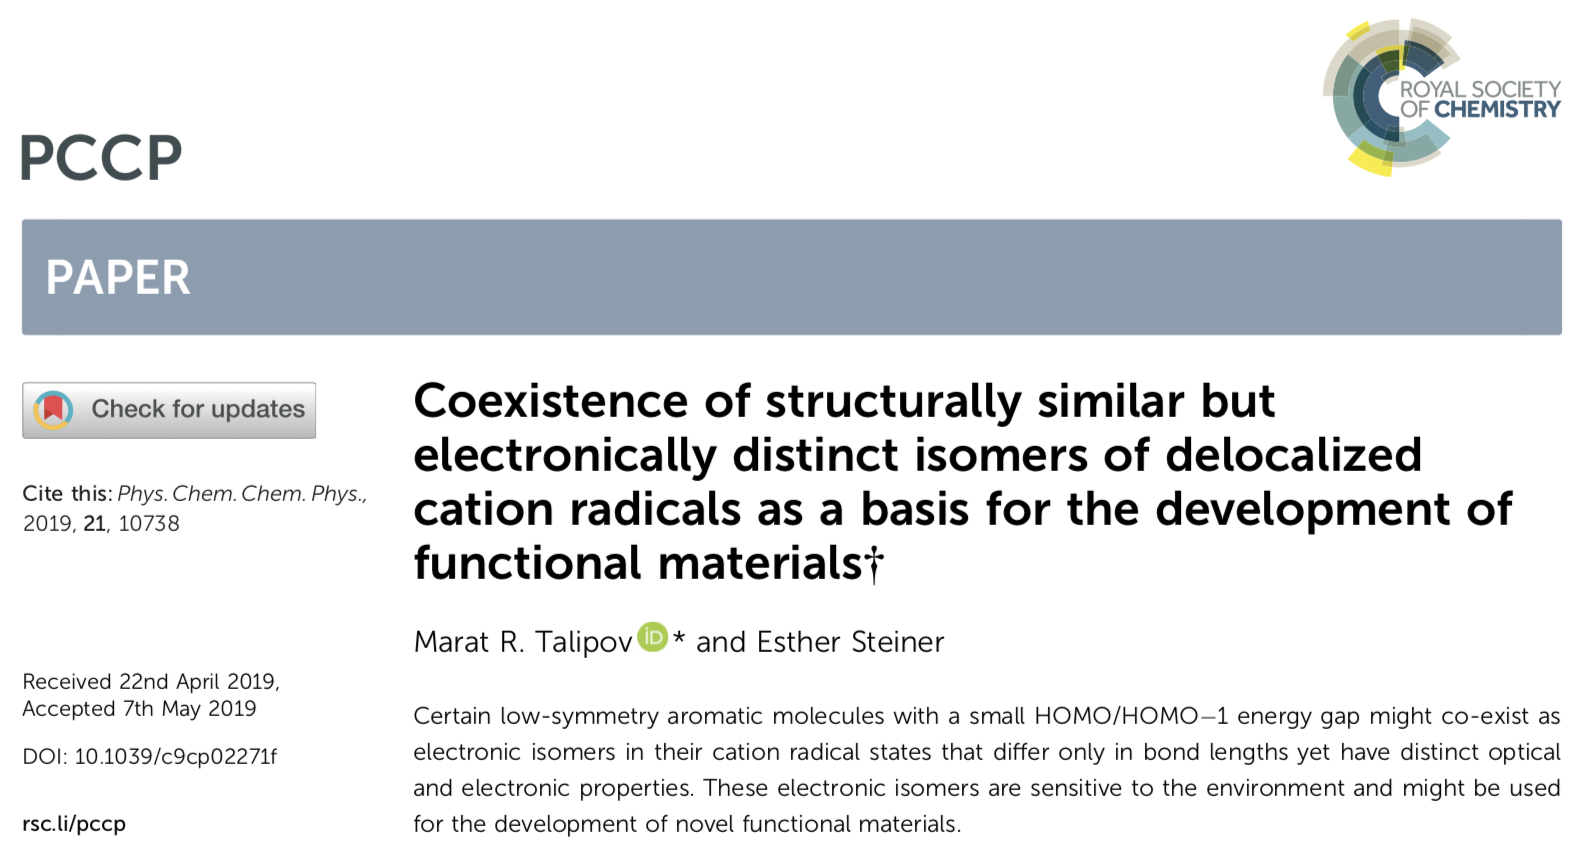 ROYAL SOCIETY
OF CHEMISTRY
PCCP
PAPER
Check for updates
Cite this: Phys. Chem. Chem. Phys.,
2019, 21, 10738
Received 22nd April 2019,
Accepted 7th May 2019
DOI: 10.1039/c9cp02271f
rsc.li/pccp
Coexistence of structurally similar but
electronically distinct isomers of delocalized
cation radicals as a basis for the development of
functional materials†
Marat R. Talipov iD * and Esther Steiner
Certain low-symmetry aromatic molecules with a small HOMO/HOMO−1 energy gap might co-exist as
electronic isomers in their cation radical states that differ only in bond lengths yet have distinct optical
and electronic properties. These electronic isomers are sensitive to the environment and might be used
for the development of novel functional materials.